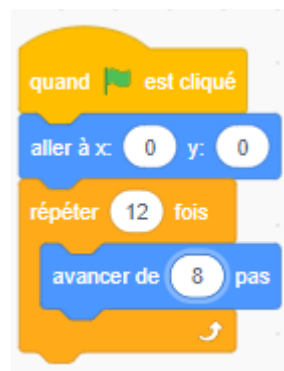 quand est cliqué
aller à x: 0 y: 0
répéter 12 fois
avancer de 8 pas